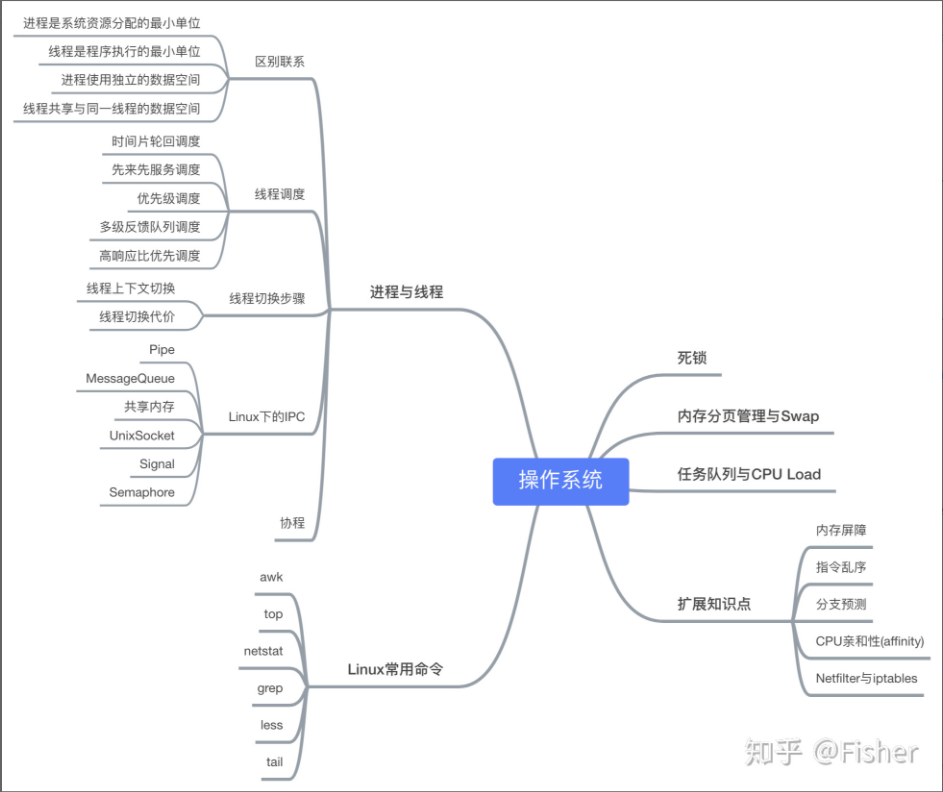 进程是系统资源分配的最小单位
线程是程序执行的最小单位
进程使用独立的数据空间
线程共享与同一线程的数据空间
区别联系
时间片轮回调度
先来先服务调度
优先级调度
多级反馈队列调度
高响应比优先调度
线程调度
线程上下文切换
线程切换代价
线程切换步骤
Pipe
MessageQueue
共享内存
UnixSocket
Signal
Semaphore
Linux下的IPC
协程
进程与线程
awk
top
netstat
grep
less
tail
Linux常用命令
操作系统
死锁
内存分页管理与Swap
任务队列与CPU Load
扩展知识点
内存屏障
指令乱序
分支预测
CPU亲和性(affinity)
Netfilter与iptables
知乎 @Fisher